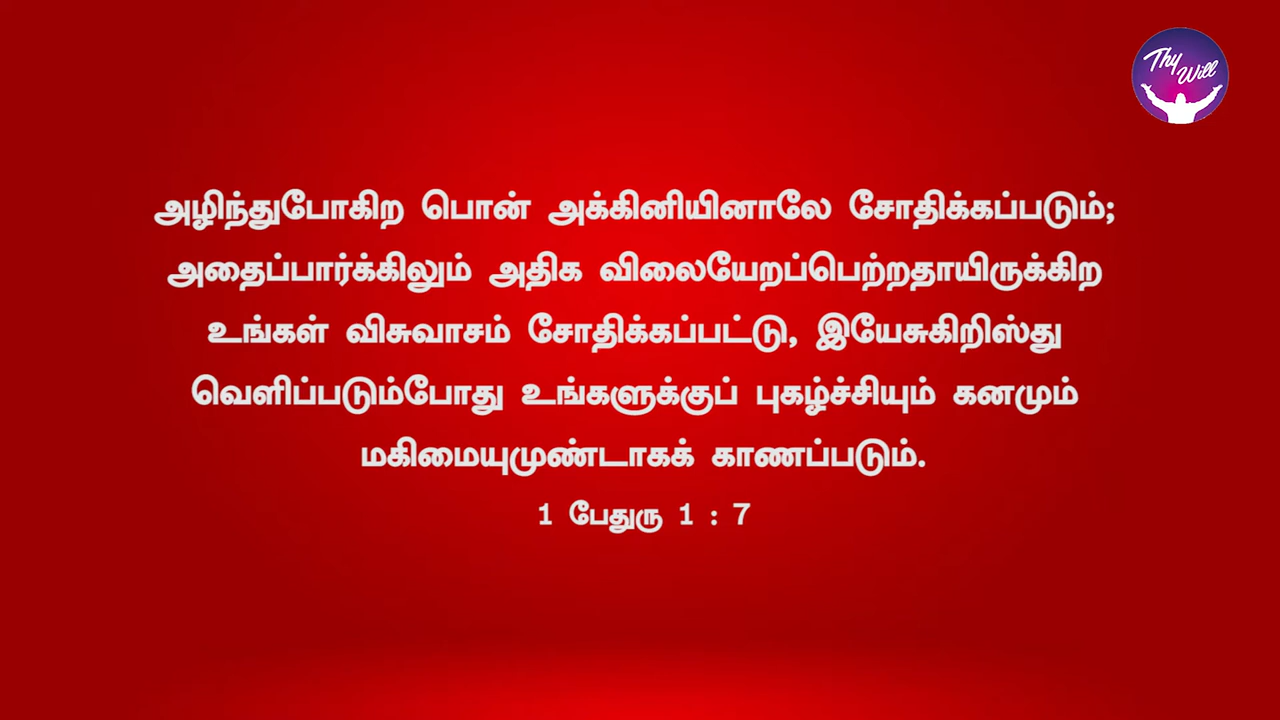 Thy
Will
அழிந்துபோகிற பொன் அக்கினியினாலே சோதிக்கப்படும்;
அதைப்பார்க்கிலும் அதிக விலையேறப்பெற்றதாயிருக்கிற
உங்கள் விசுவாசம் சோதிக்கப்பட்டு, இயேசுகிறிஸ்து
வெளிப்படும்போது உங்களுக்குப் புகழ்ச்சியும் கனமும்
மகிமையுமுண்டாகக் காணப்படும்.
1 பேதுரு 1 : 7